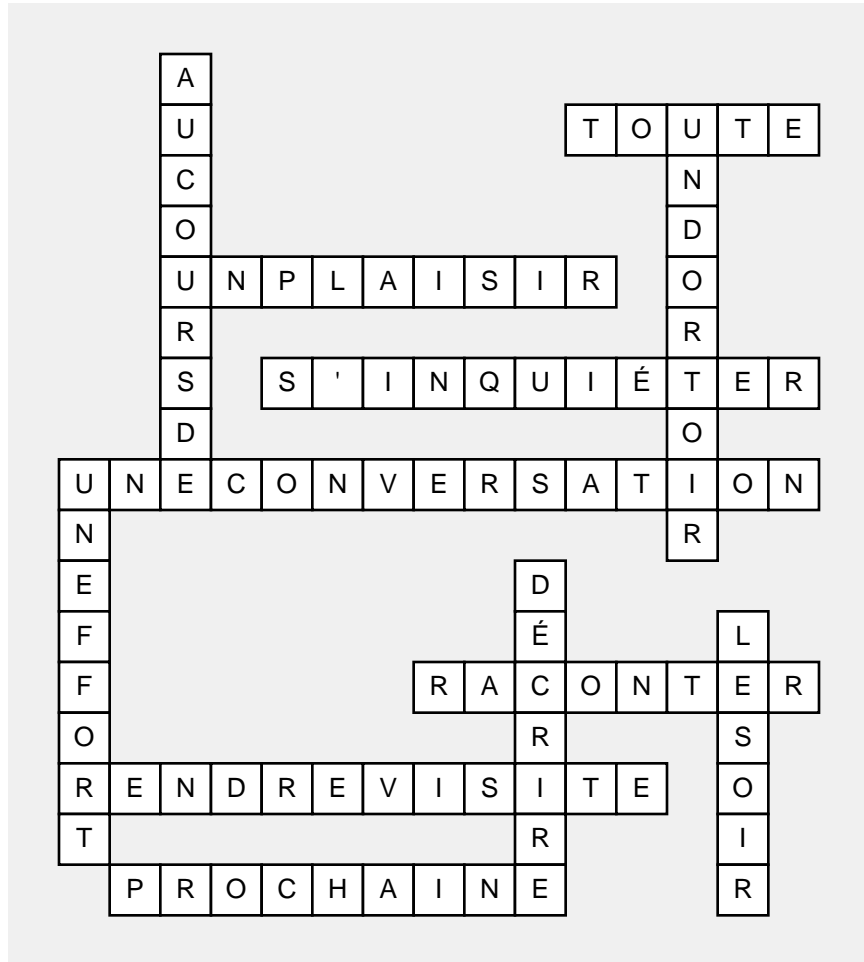 AUCOURSDE
TOUTE
UNDORTOIR
UNPLAISIR
S'INQUIÉTER
UNECONVERSATION
UNEFFORT
DÉCRIRE
LESOIR
RACONTER
RENDREVISITE
PROCHAINE